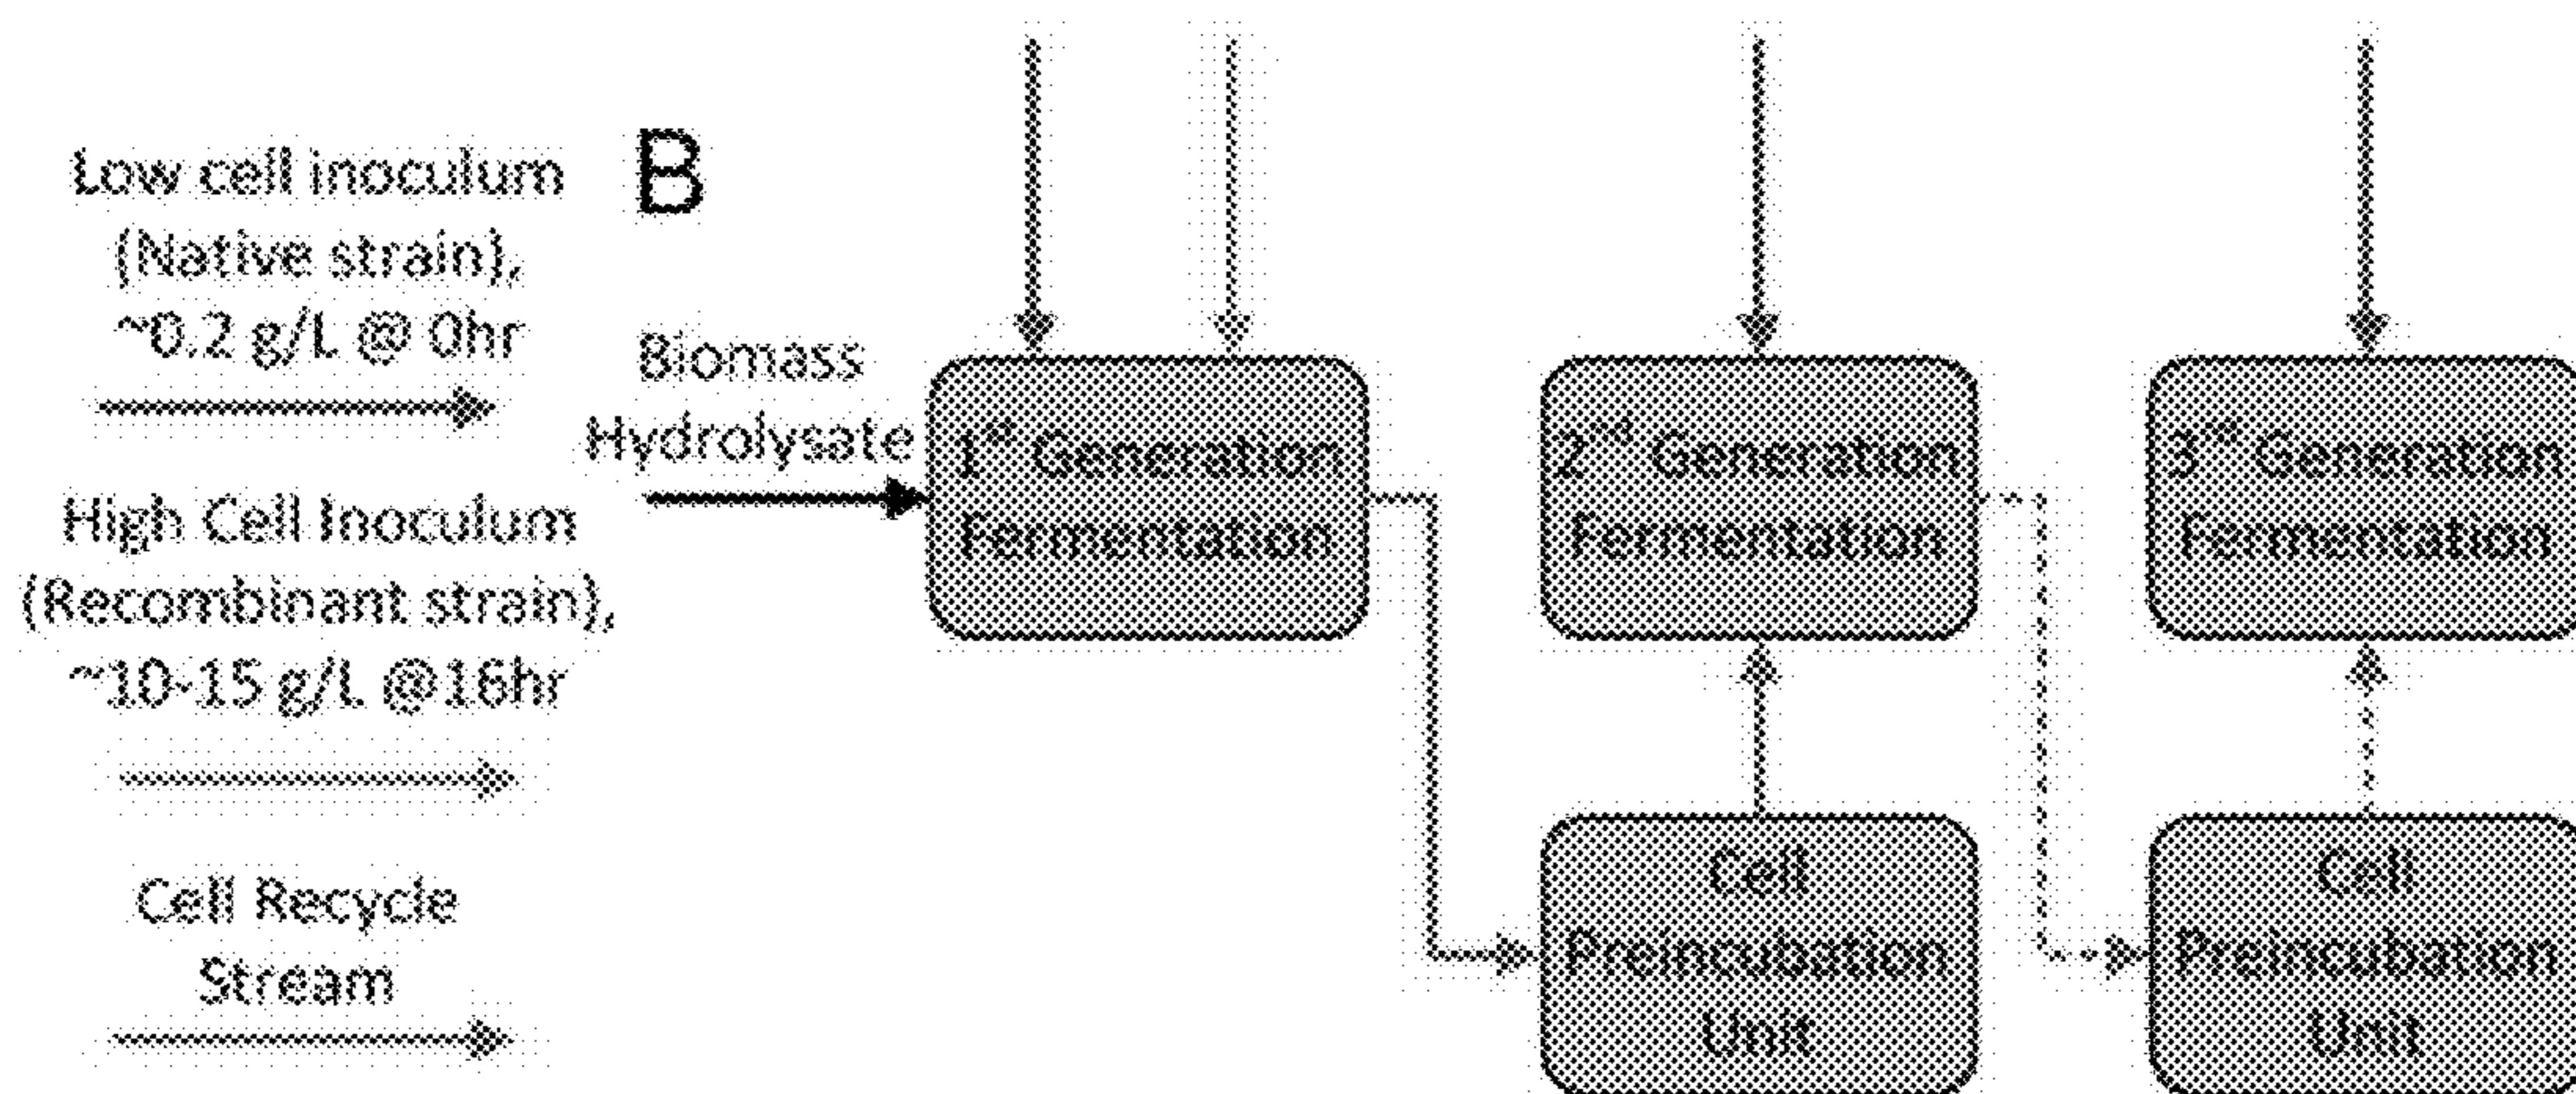 Low cell inoculum
(Native strain),
~0.2 g/L @ 0hr
High Cell Inoculum
(Recombinant strain),
~10-15 g/L @16hr
Cell Recycle
Stream
B
Biomass
Hydrolysate
1st Generation
Fermentation
2nd Generation
Fermentation
3rd Generation
Fermentation
Cell
Preincubation
Unit
Cell
Preincubation
Unit